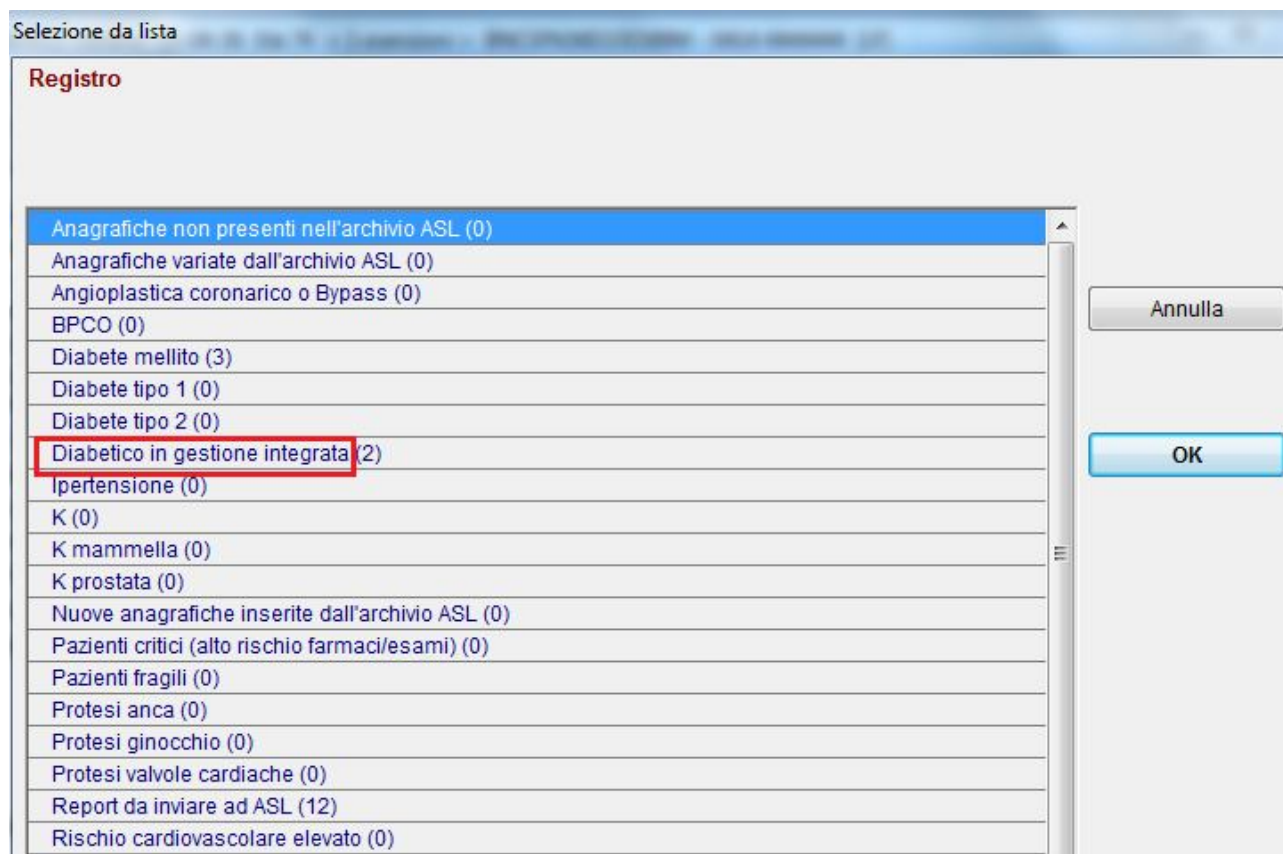 Selezione da lista
Registro
Anagrafiche non presenti nell'archivio ASL (0)
Anagrafiche variate dall'archivio ASL (0)
Angioplastica coronarico o Bypass (0)
BPCO (0)
Diabete mellito (3)
Diabete tipo 1 (0)
Diabete tipo 2 (0)
Diabetico in gestione integrata (2)
Ipertensione (0)
K (0)
K mammella (0)
K prostata (0)
Nuove anagrafiche inserite dall'archivio ASL (0)
Pazienti critici (alto rischio farmaci/esami) (0)
Pazienti fragili (0)
Protesi anca (0)
Protesi ginocchio (0)
Protesi valvole cardiache (0)
Report da inviare ad ASL (12)
Rischio cardiovascolare elevato (0)
Annulla
OK